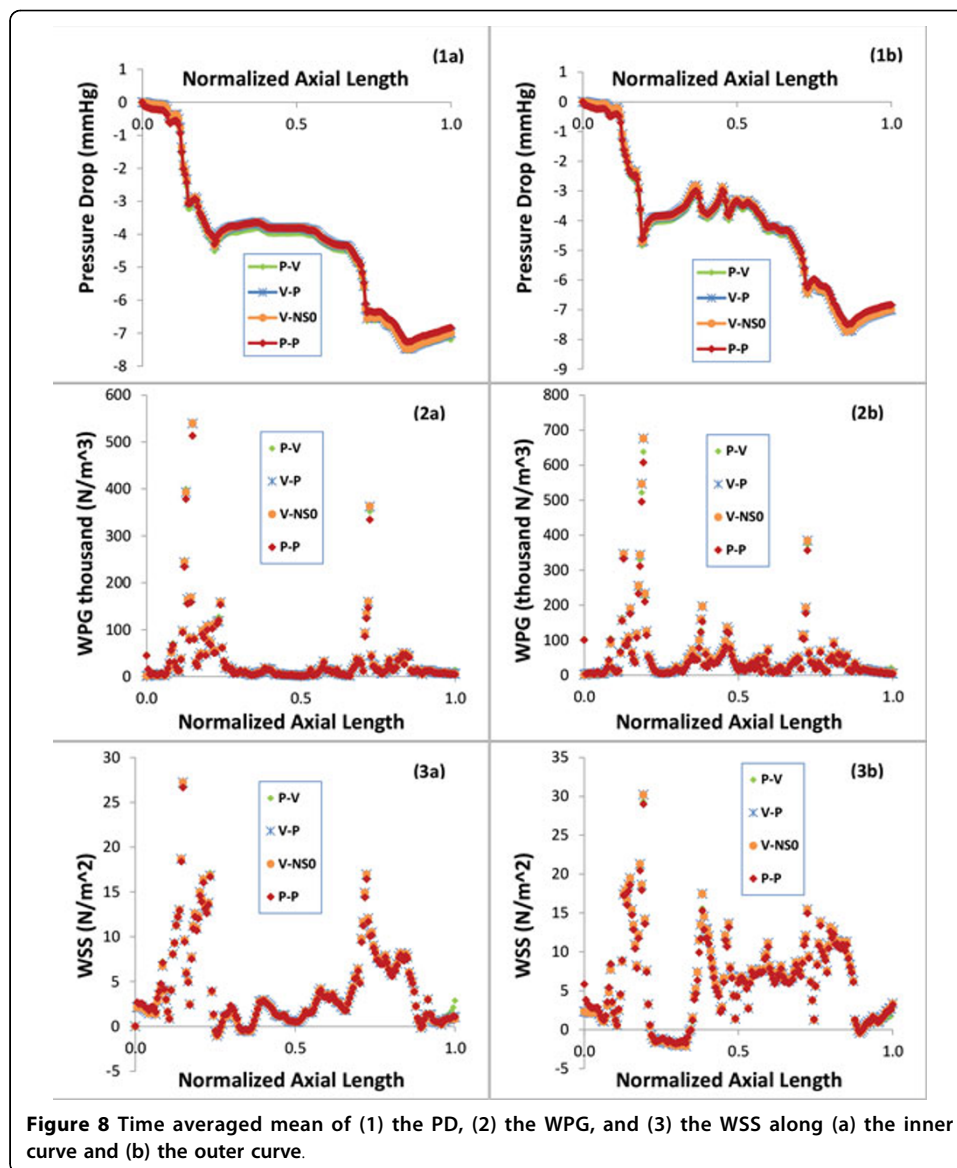 (1a)
Normalized Axial Length
1
0
-1
-2
-3
-4
-5
-6
-7
-8
0.0
0.5
1.0
Pressure Drop (mmHg)
P-V
V-P
V-NS0
P-P
(1b)
Normalized Axial Length
1
0
-1
-2
-3
-4
-5
-6
-7
-8
-9
0.0
0.5
1.0
Pressure Drop (mmHg)
P-V
V-P
V-NS0
P-P
(2a)
600
500
400
300
200
100
0
0.0
0.5
1.0
WPG thousand (N/m^3)
P-V
V-P
V-NS0
P-P
Normalized Axial Length
(2b)
800
700
600
500
400
300
200
100
0
0.0
0.5
1.0
WPG (thousand N/m^3)
P-V
V-P
V-NS0
P-P
Normalized Axial Length
(3a)
30
25
20
15
10
5
0
-5
0.0
0.5
1.0
WSS (N/m^2)
P-V
V-P
V-NS0
P-P
Normalized Axial Length
(3b)
35
30
25
20
15
10
5
0
-5
0.0
0.5
1.0
WSS (N/m^2)
P-V
V-P
V-NS0
P-P
Normalized Axial Length
Figure 8 Time averaged mean of (1) the PD, (2) the WPG, and (3) the WSS along (a) the inner
curve and (b) the outer curve.